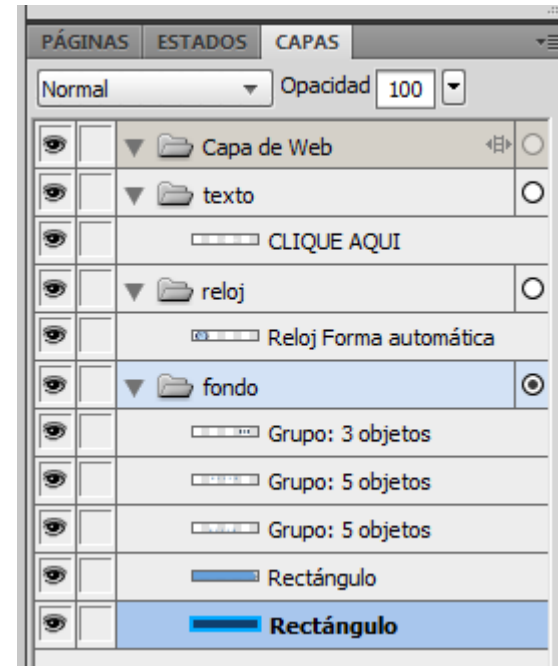 PÁGINAS ESTADOS CAPAS
Normal Opacidad 100
Capa de Web
texto
CLIQUE AQUI
reloj
Reloj Forma automática
fondo
Grupo: 3 objetos
Grupo: 5 objetos
Grupo: 5 objetos
Rectángulo
Rectángulo